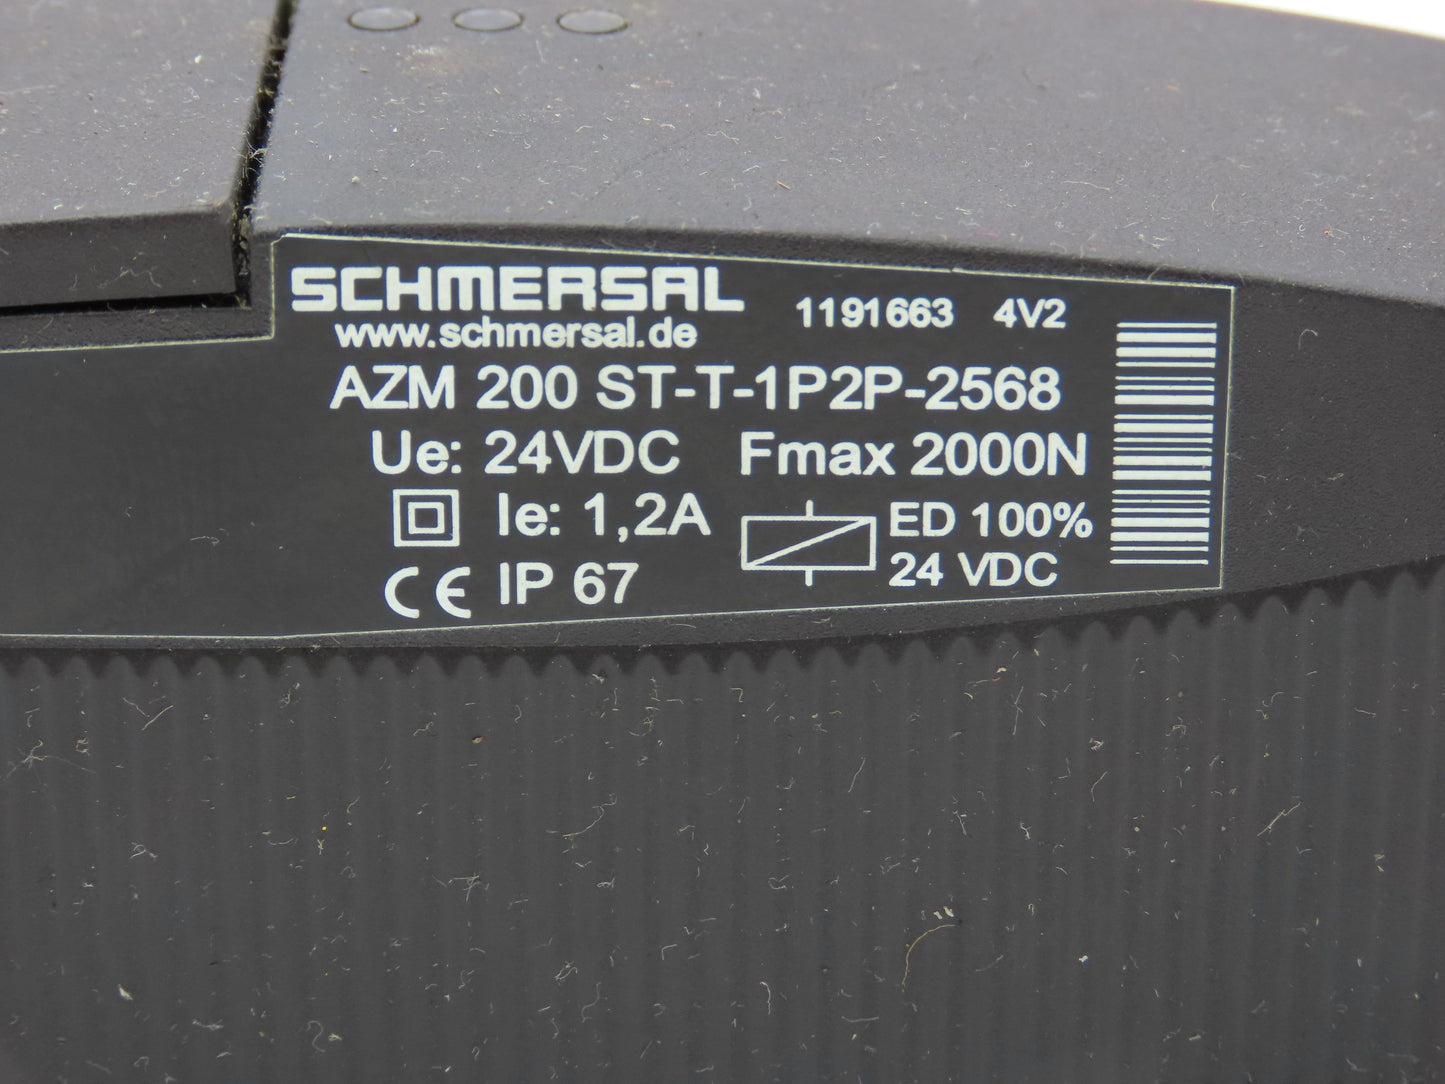 SCHMERSAL 1191663 4V2
www.schmersal.de
AZM 200 ST-T-1P2P-2568
Ue: 24VDC Fmax 2000N
Ie: 1,2A ED 100%
CE IP 67 24 VDC